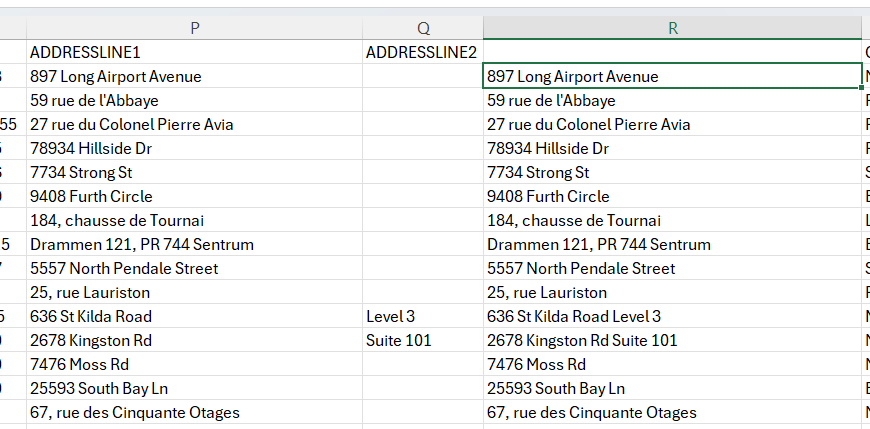 P Q R
ADDRESSLINE1 ADDRESSLINE2
897 Long Airport Avenue 897 Long Airport Avenue
59 rue de l'Abbaye 59 rue de l'Abbaye
55 27 rue du Colonel Pierre Avia 27 rue du Colonel Pierre Avia
78934 Hillside Dr 78934 Hillside Dr
7734 Strong St 7734 Strong St
9408 Furth Circle 9408 Furth Circle
184, chausse de Tournai 184, chausse de Tournai
5 Drammen 121, PR 744 Sentrum Drammen 121, PR 744 Sentrum
5557 North Pendale Street 5557 North Pendale Street
25, rue Lauriston 25, rue Lauriston
636 St Kilda Road Level 3 636 St Kilda Road Level 3
2678 Kingston Rd Suite 101 2678 Kingston Rd Suite 101
7476 Moss Rd 7476 Moss Rd
25593 South Bay Ln 25593 South Bay Ln
67, rue des Cinquante Otages 67, rue des Cinquante Otages